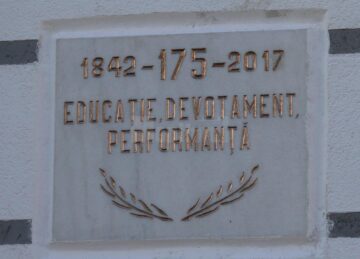 1842-175-2017
EDUCAȚIE, DEVOTAMENT,
PERFORMANȚĂ